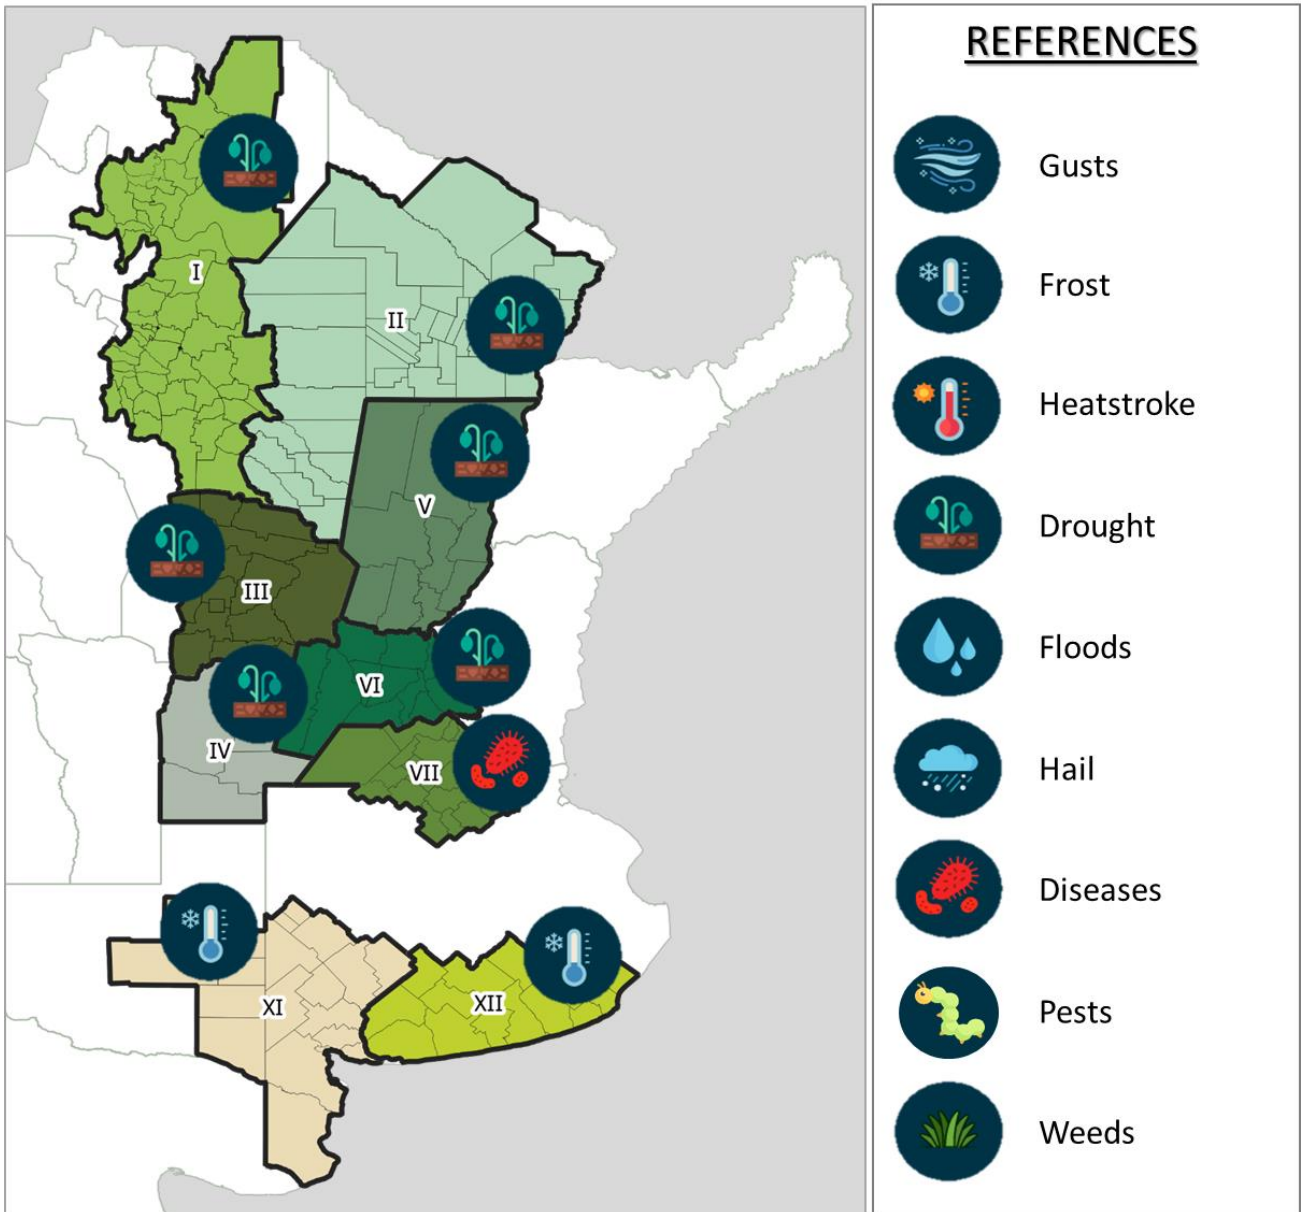 REFERENCES
Gusts
Frost
Heatstroke
Drought
Floods
Hail
Diseases
Pests
Weeds
I
II
V
III
VI
IV
VII
XI
XII